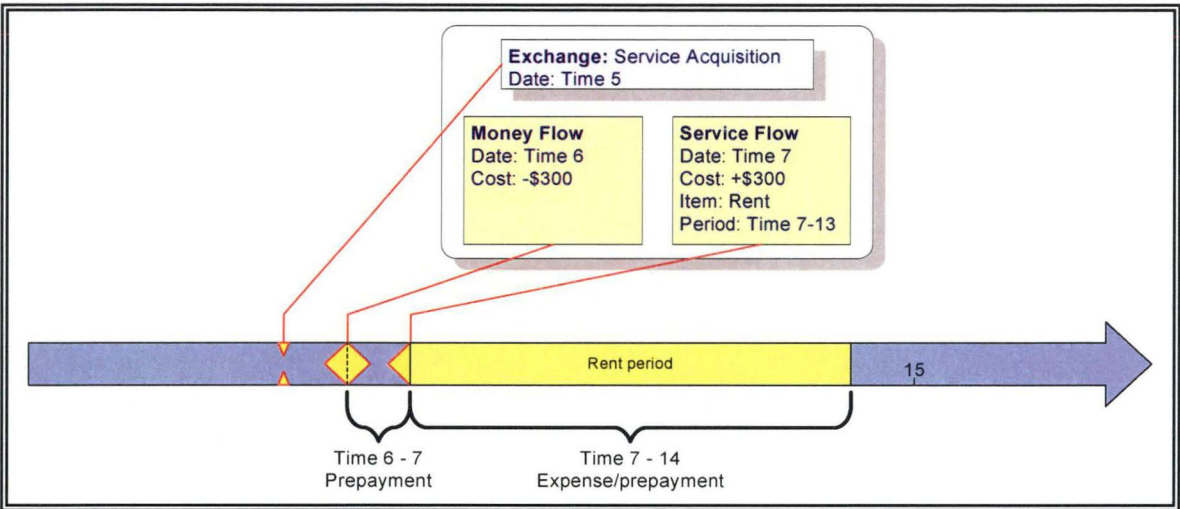 Exchange: Service Acquisition
Date: Time 5
Money Flow
Date: Time 6
Cost: -$300
Service Flow
Date: Time 7
Cost: +$300
Item: Rent
Period: Time 7-13
Rent period
15
Time 6 - 7
Prepayment
Time 7 - 14
Expense/prepayment